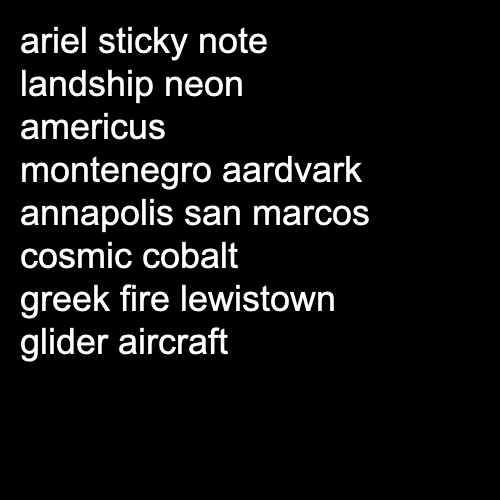 ariel sticky note
landship neon
americus
montenegro aardvark
annapolis san marcos
cosmic cobalt
greek fire lewistown
glider aircraft